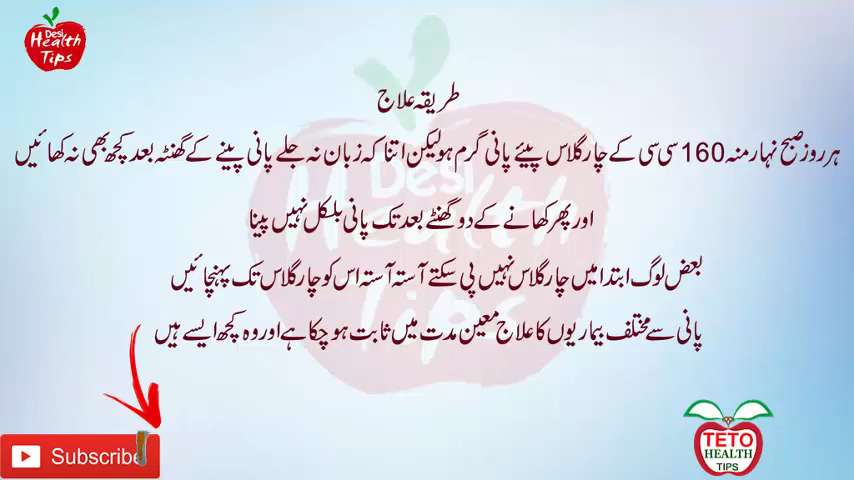 Desi
Health
Tips
طریقہ علاج
ہر روز صبح نہار منہ 160 سی سی کے چار گلاس پیئے پانی گرم ہو لیکن اتنا کہ زبان نہ جلے پانی پینے کے گھنٹہ بعد کچھ بھی نہ کھائیں
اور پھر کھانے کے دو گھنٹے بعد تک پانی بلکل نہیں پینا
بعض لوگ ابتدا میں چار گلاس نہیں پی سکتے آستہ آستہ اس کو چار گلاس تک پہنچائیں
پانی سے مختلف بیماریوں کا علاج معین مدت میں ثابت ہو چکا ہے اور وہ کچھ ایسے ہیں
Desi
Health
Tips
Subscribe
TETO
HEALTH
TIPS